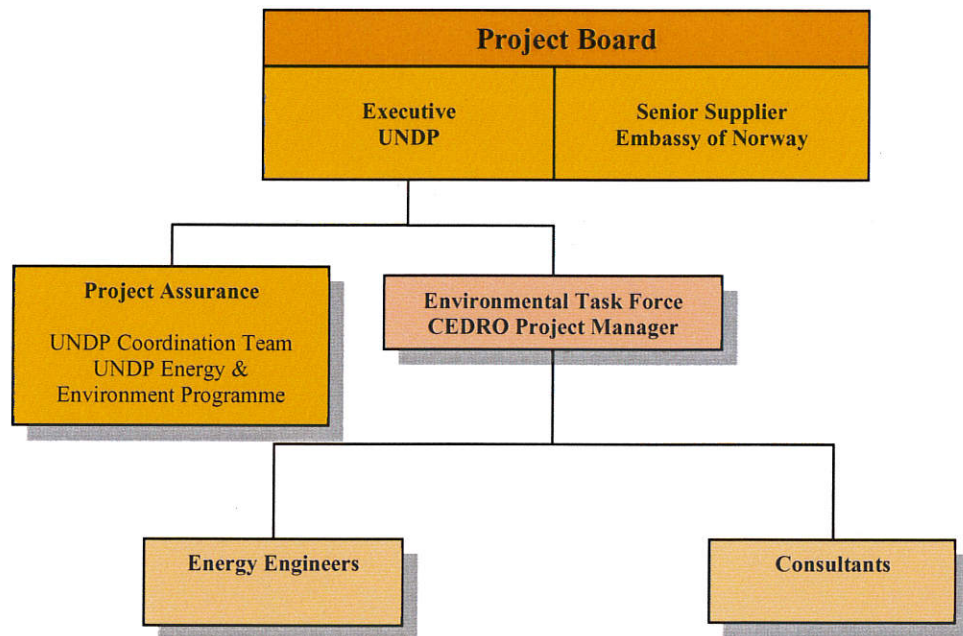 Project Board
Executive
UNDP
Senior Supplier
Embassy of Norway
Project Assurance
UNDP Coordination Team
UNDP Energy &
Environment Programme
Environmental Task Force
CEDRO Project Manager
Energy Engineers
Consultants